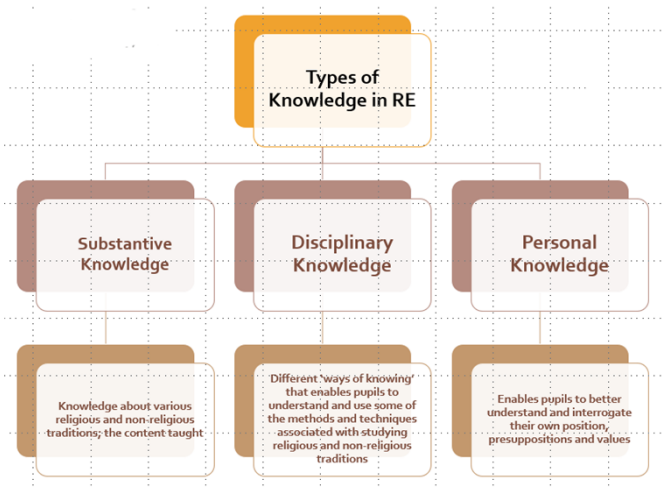 Types of
Knowledge in RE
Substantive
Knowledge
Disciplinary
Knowledge
Personal
Knowledge
Knowledge about various
religious and non-religious
traditions; the content taught
Different ‘ways of knowing’
that enables pupils to
understand and use some of
the methods and techniques
associated with studying
religious and non-religious
traditions
Enables pupils to better
understand and interrogate
their own position,
presuppositions and values